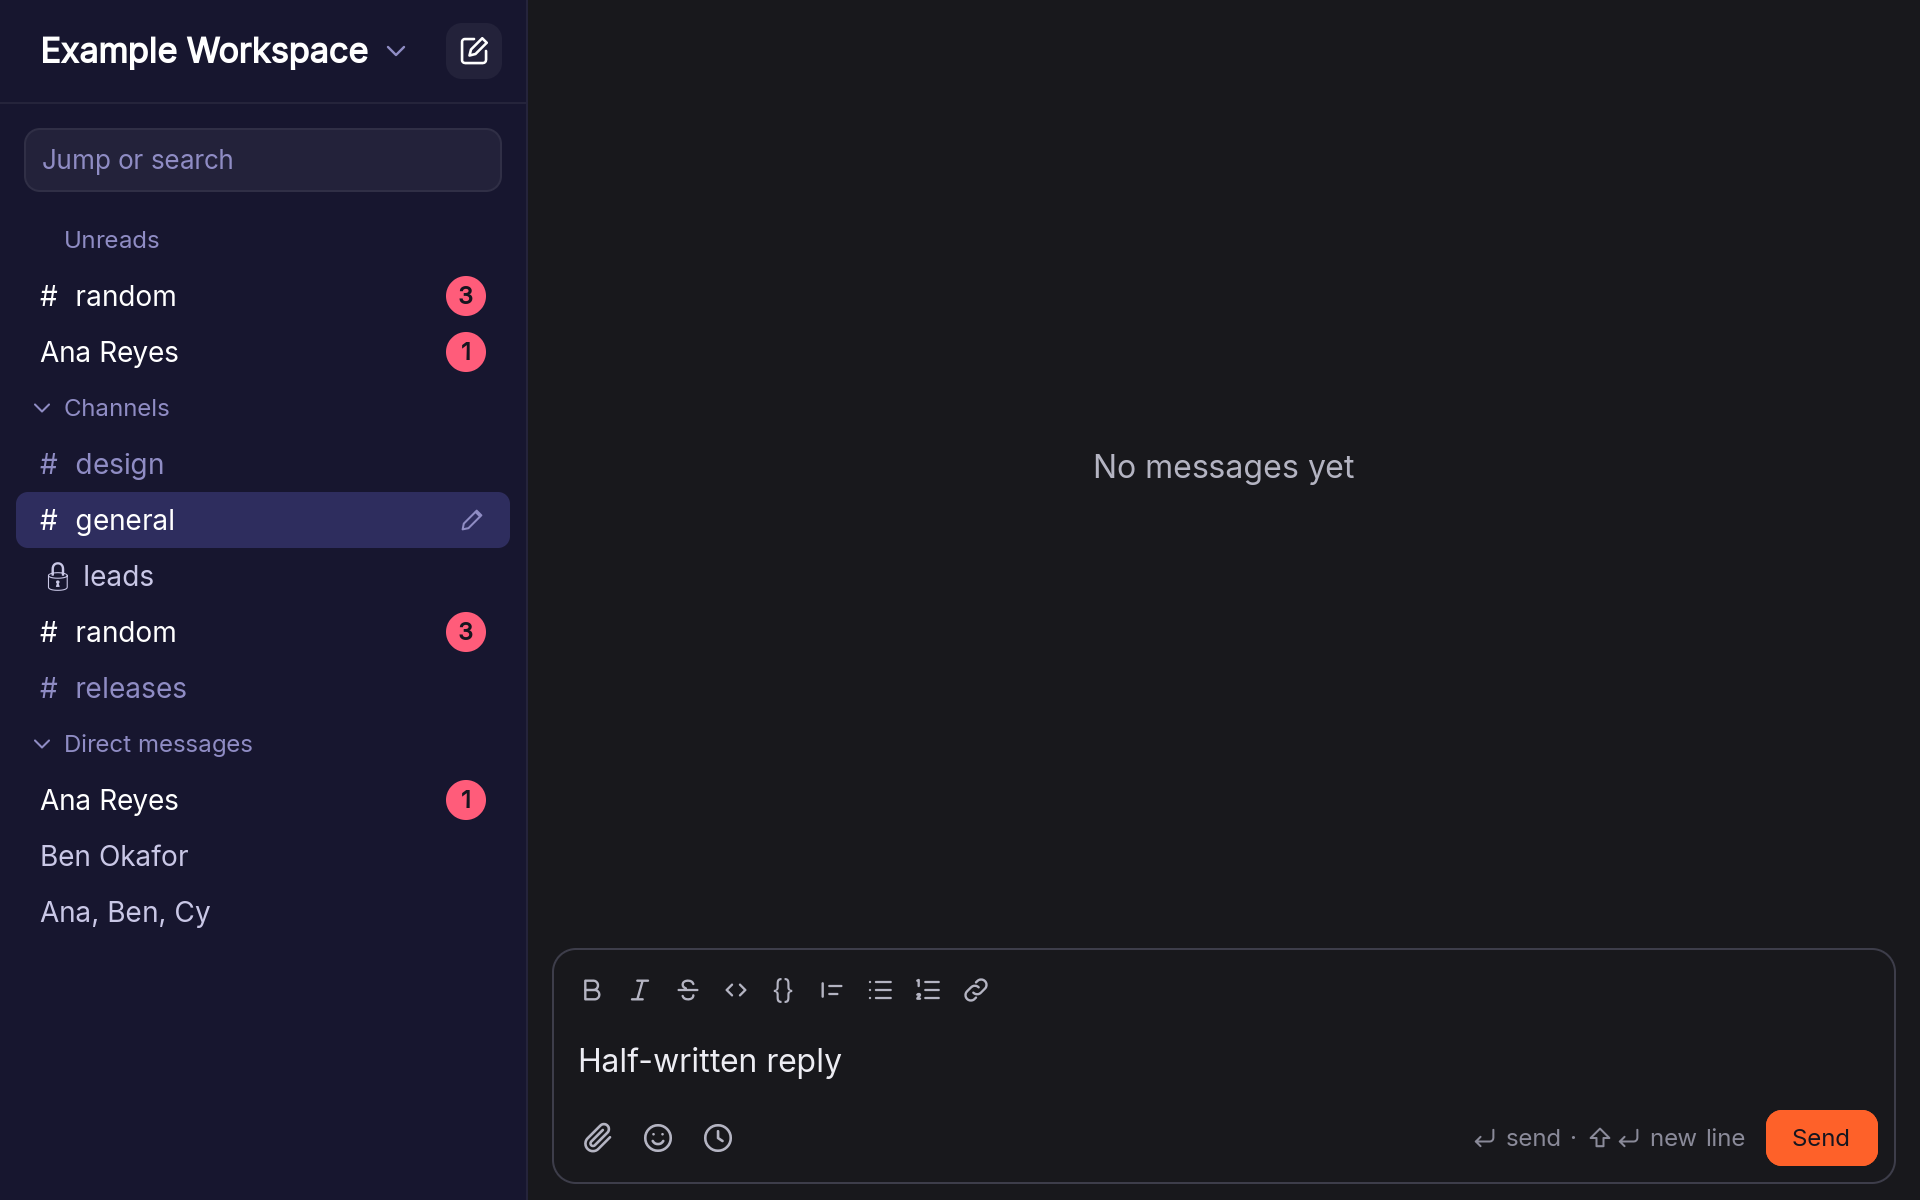 Example Workspace
Jump or search
Unreads
# random 3
Ana Reyes 1
Channels
# design
# general
leads
# random 3
# releases
Direct messages
Ana Reyes 1
Ben Okafor
Ana, Ben, Cy
No messages yet
Half-written reply
send · new line
Send